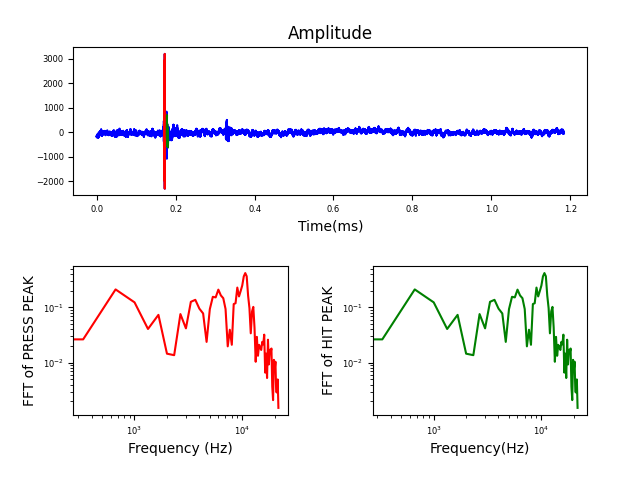 Amplitude
3000
2000
1000
0
−1000
−2000
0.0 0.2 0.4 0.6 0.8 1.0 1.2
Time(ms)
FFT of PRESS PEAK
10⁻¹
10⁻²
10³ 10⁴
Frequency (Hz)
FFT of HIT PEAK
10⁻¹
10⁻²
10³ 10⁴
Frequency(Hz)